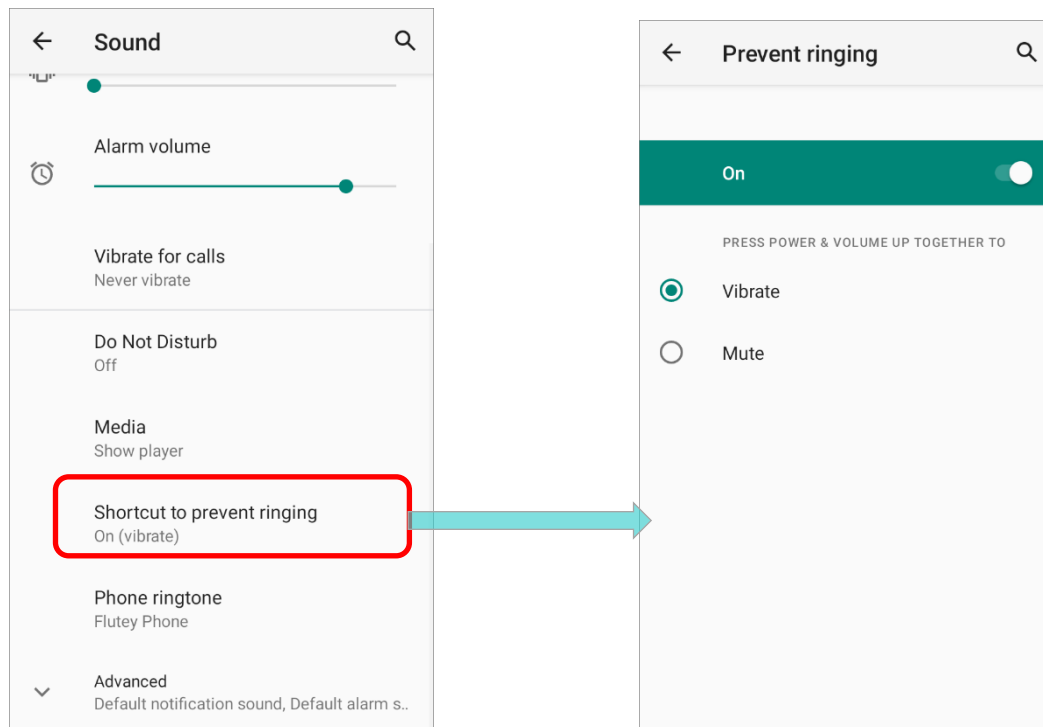 Sound
Alarm volume
Vibrate for calls
Never vibrate
Do Not Disturb
Off
Media
Show player
Shortcut to prevent ringing
On (vibrate)
Phone ringtone
Flutey Phone
Advanced
Default notification sound, Default alarm s..
Prevent ringing
On
PRESS POWER & VOLUME UP TOGETHER TO
Vibrate
Mute